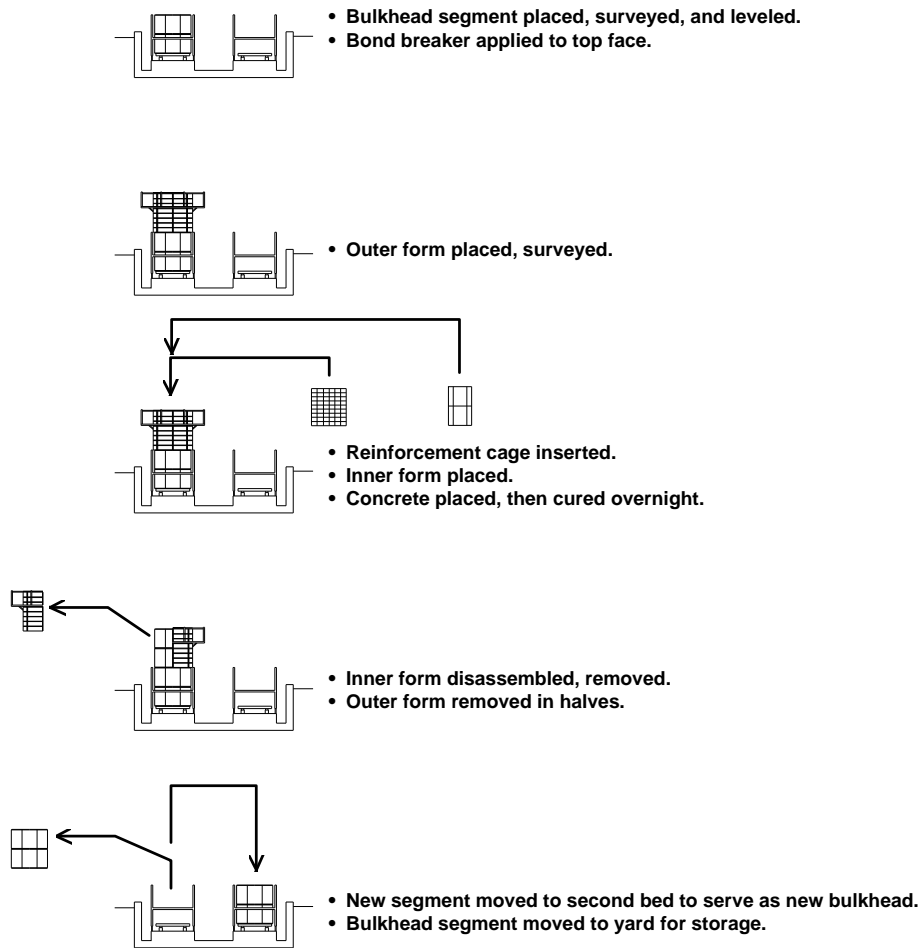 • Bulkhead segment placed, surveyed, and leveled.
• Bond breaker applied to top face.
• Outer form placed, surveyed.
• Reinforcement cage inserted.
• Inner form placed.
• Concrete placed, then cured overnight.
• Inner form disassembled, removed.
• Outer form removed in halves.
• New segment moved to second bed to serve as new bulkhead.
• Bulkhead segment moved to yard for storage.